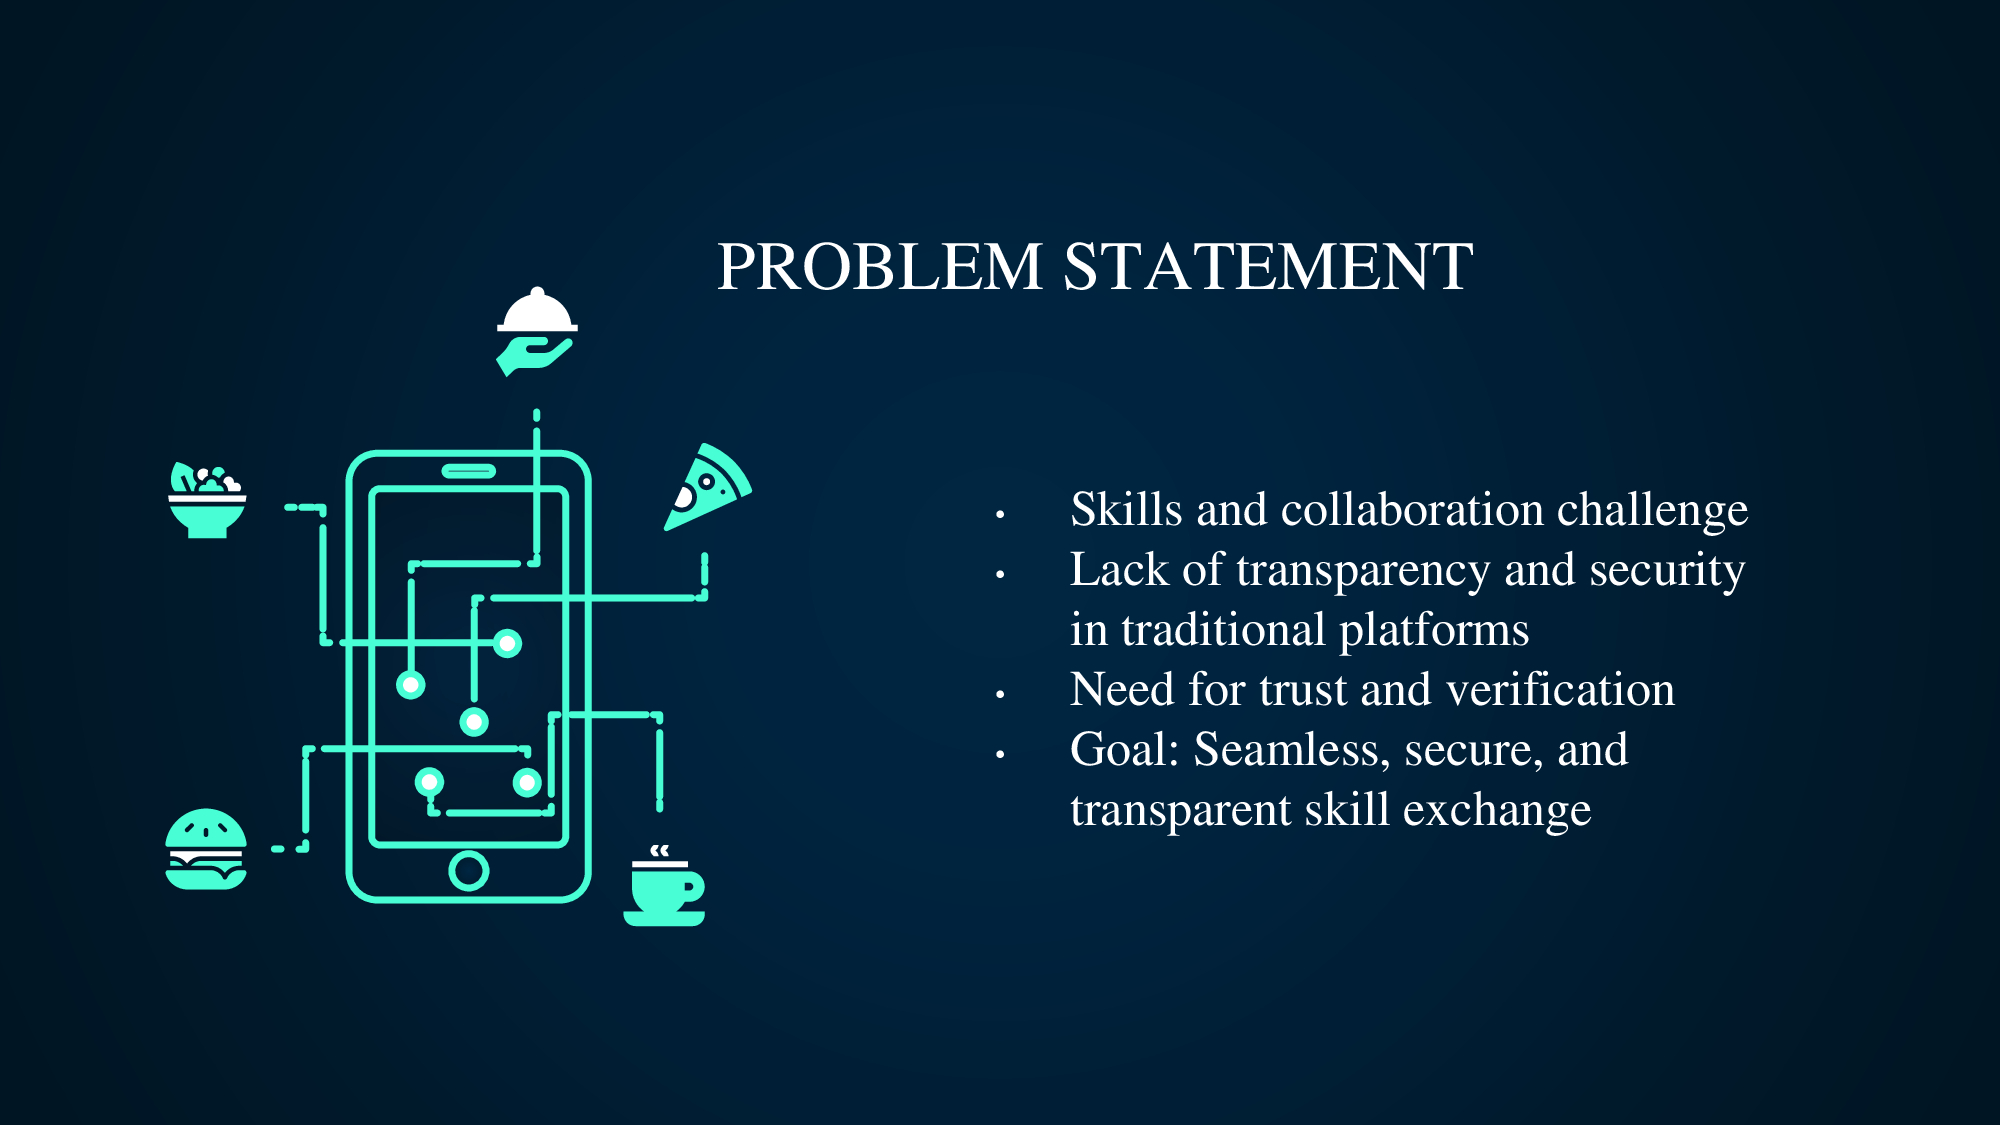 PROBLEM STATEMENT
• Skills and collaboration challenge
• Lack of transparency and security
in traditional platforms
• Need for trust and verification
• Goal: Seamless, secure, and
transparent skill exchange